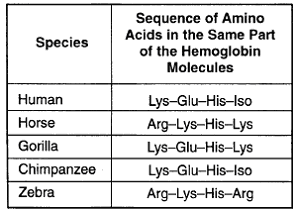 Species
Sequence of Amino
Acids in the Same Part
of the Hemoglobin
Molecules
Human Lys–Glu–His–Iso
Horse Arg–Lys–His–Lys
Gorilla Lys–Glu–His–Lys
Chimpanzee Lys–Glu–His–Iso
Zebra Arg–Lys–His–Arg